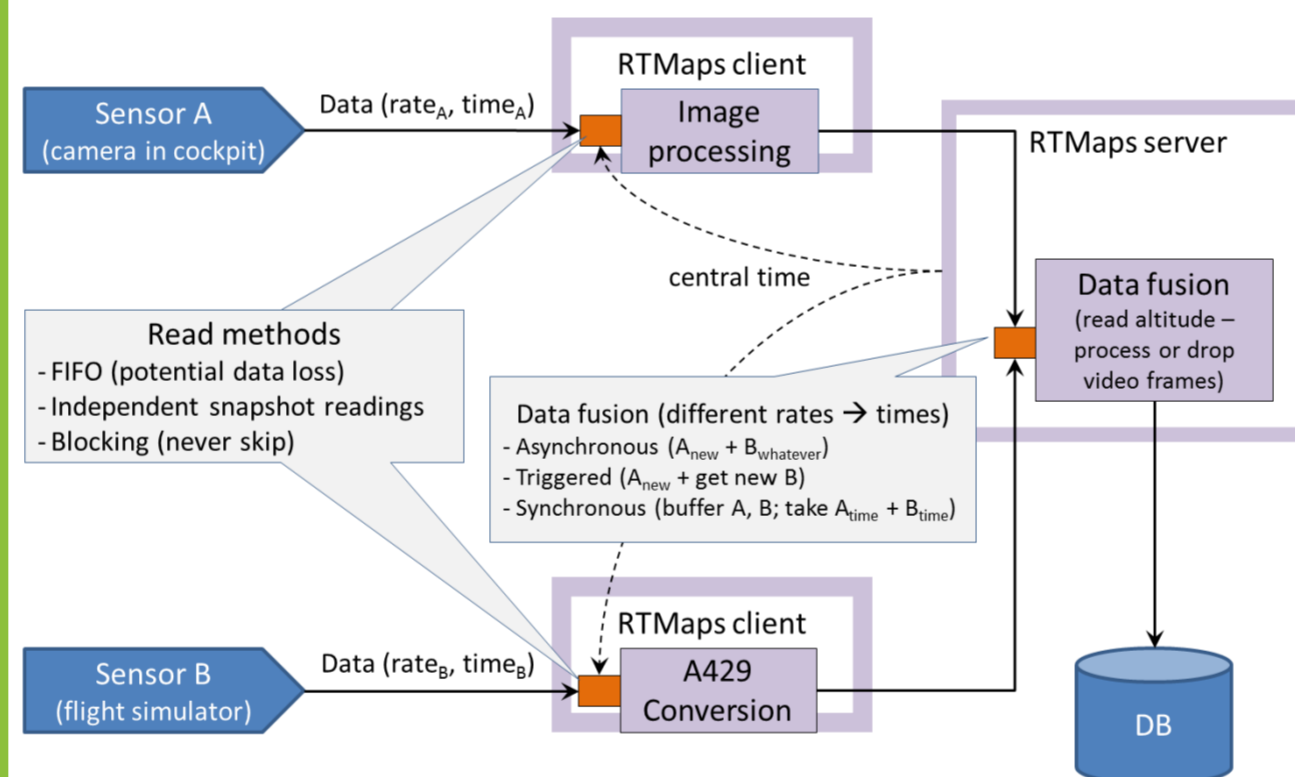 RTMaps client
Sensor A
(camera in cockpit)
Data (rateA, timeA)
Image
processing
RTMaps server
central time
Data fusion
(read altitude –
process or drop
video frames)
Read methods
- FIFO (potential data loss)
- Independent snapshot readings
- Blocking (never skip)
Data fusion (different rates → times)
- Asynchronous (Anew + Bwhatever)
- Triggered (Anew + get new B)
- Synchronous (buffer A, B; take Atime + Btime)
RTMaps client
Sensor B
(flight simulator)
Data (rateB, timeB)
A429
Conversion
DB